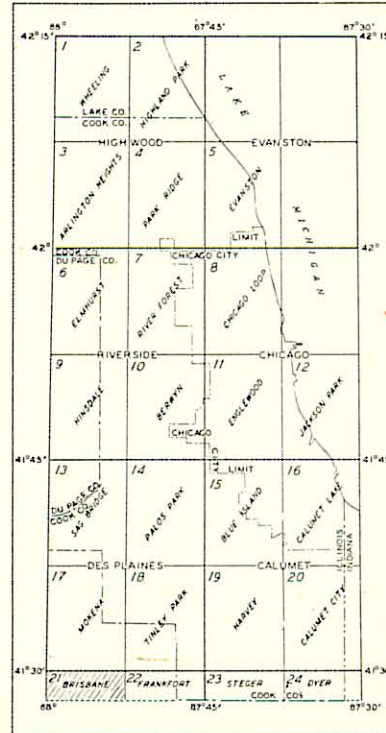 88° 87°45' 87°30'
42°15' 42°15'
1 2
WHEELING HIGHLAND PARK LAKE
LAKE CO.
COOK CO.
HIGHWOOD EVANSTON
3 4 5
ARLINGTON HEIGHTS PARK RIDGE EVANSTON MICHIGAN
LIMIT
42° 42°
COOK CO.
DU PAGE CO.
CHICAGO CITY
6 7 8
ELMHURST RIVER FOREST CHICAGO LOOP
RIVERSIDE CHICAGO
9 10 11 12
HINSDALE BERWYN ENGLEWOOD JACKSON PARK
CHICAGO
CITY
41°45' 41°45'
LIMIT
13 14 15 16
DU PAGE CO.
COOK CO.
SAG BRIDGE PALOS PARK BLUE ISLAND CALUMET LAKE
ILLINOIS
INDIANA
DES PLAINES CALUMET
17 18 19 20
MOKENA TINLEY PARK HARVEY CALUMET CITY
41°30' 41°30'
21 BRISBANE 22 FRANKFORT 23 STEGER 24 DYER
COOK CO.
88° 87°45' 87°30'